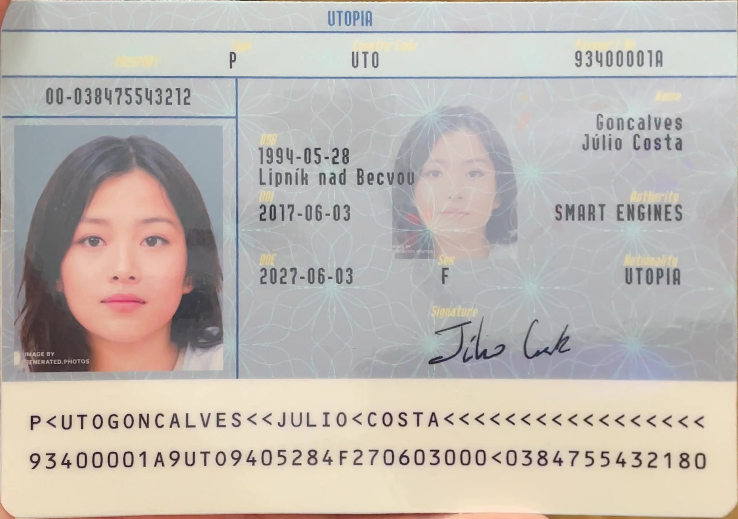 UTOPIA
Type
Country Code
Passport No
PASSPORT
P
UTO
93400001A
00-038475543212
Name
Goncalves
Júlio Costa
DOB
1994-05-28
Lipník nad Becvou
DOI
2017-06-03
Authority
SMART ENGINES
DOE
2027-06-03
Sex
F
Nationality
UTOPIA
Signature
IMAGE BY
GENERATED.PHOTOS
P<UTOGONCALVES<<JULIO<COSTA<<<<<<<<<<<<<<<<<
93400001A9UTO9405284F270603000<0384755432180